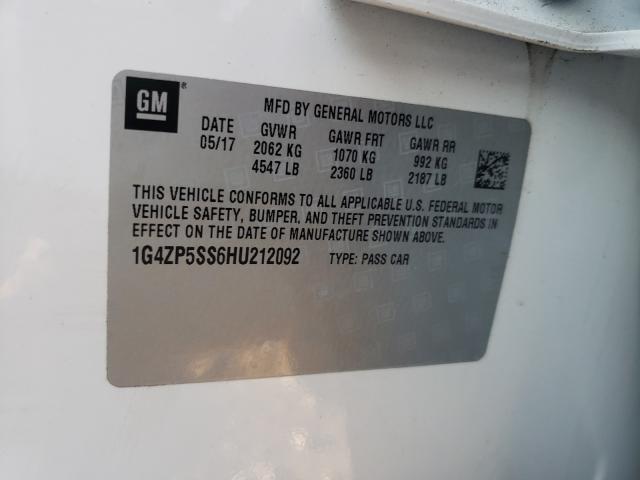 GM ®
MFD BY GENERAL MOTORS LLC
DATE GVWR GAWR FRT GAWR RR
05/17 2062 KG 1070 KG 992 KG
4547 LB 2360 LB 2187 LB
THIS VEHICLE CONFORMS TO ALL APPLICABLE U.S. FEDERAL MOTOR
VEHICLE SAFETY, BUMPER, AND THEFT PREVENTION STANDARDS IN
EFFECT ON THE DATE OF MANUFACTURE SHOWN ABOVE.
1G4ZP5SS6HU212092 TYPE: PASS CAR